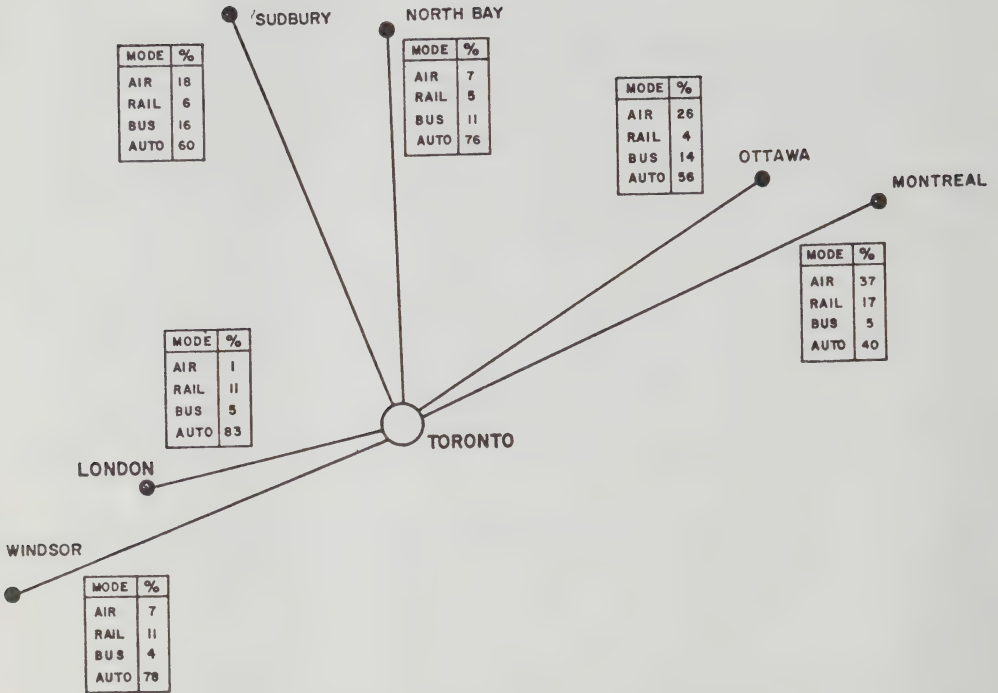 SUDBURY
MODE %
AIR 18
RAIL 6
BUS 16
AUTO 60
NORTH BAY
MODE %
AIR 7
RAIL 5
BUS 11
AUTO 76
MODE %
AIR 26
RAIL 4
BUS 14
AUTO 56
OTTAWA
MONTREAL
MODE %
AIR 37
RAIL 17
BUS 5
AUTO 40
MODE %
AIR 1
RAIL 11
BUS 5
AUTO 83
TORONTO
LONDON
WINDSOR
MODE %
AIR 7
RAIL 11
BUS 4
AUTO 78